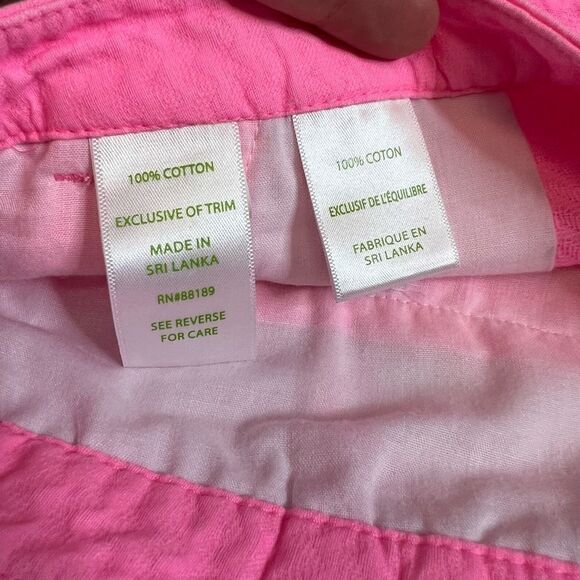 100% COTTON
EXCLUSIVE OF TRIM
MADE IN
SRI LANKA
RN#88189
SEE REVERSE
FOR CARE
100% COTON
EXCLUSIF DE L'ÉQUILIBRE
FABRIQUE EN
SRI LANKA